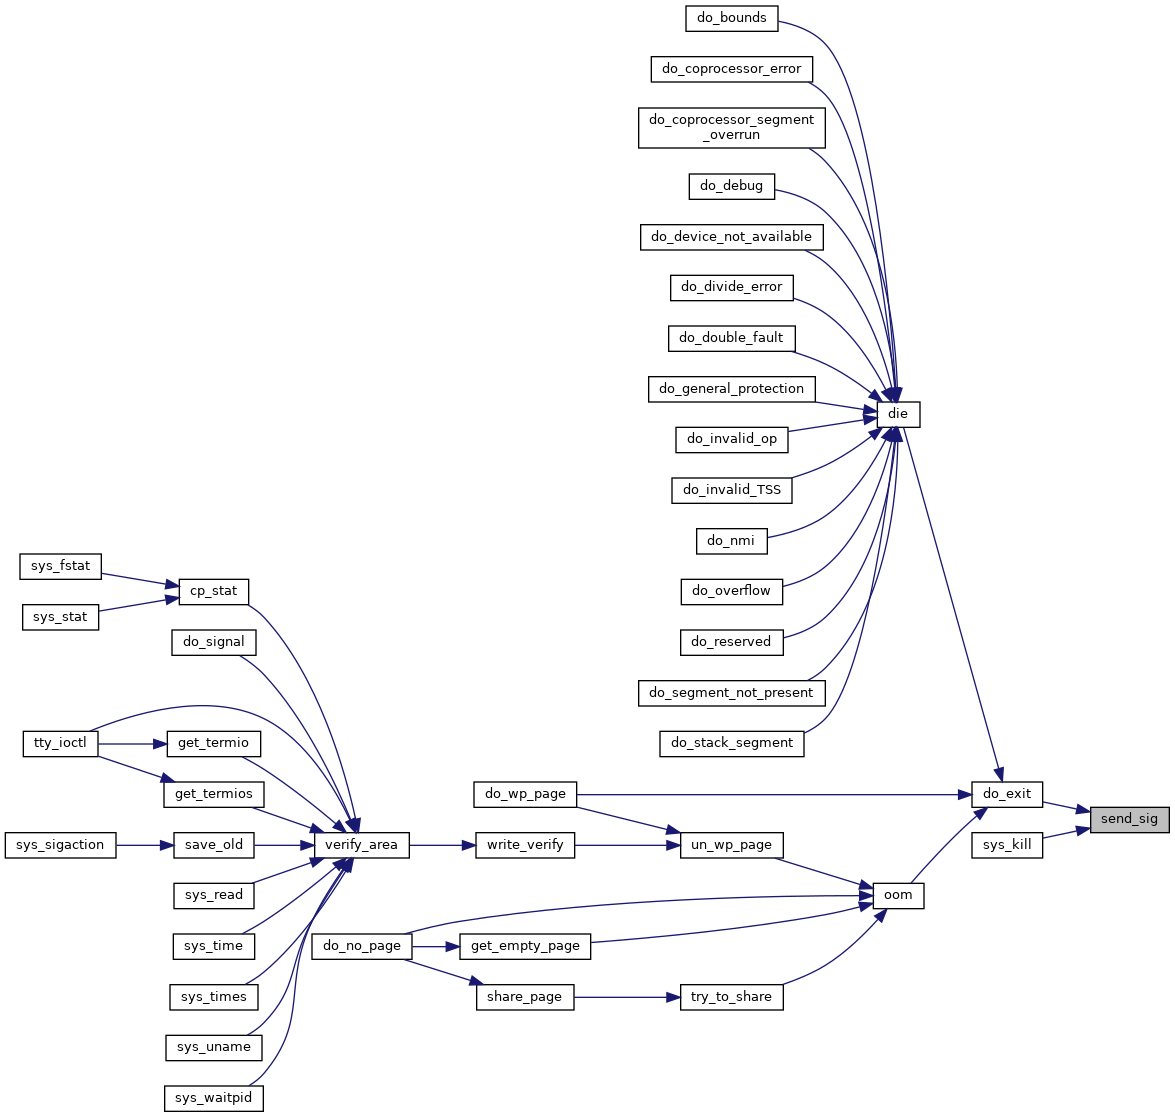 do_bounds
do_coprocessor_error
do_coprocessor_segment
_overrun
do_debug
do_device_not_available
do_divide_error
do_double_fault
do_general_protection
die
do_invalid_op
do_invalid_TSS
do_nmi
sys_fstat
cp_stat
do_overflow
sys_stat
do_signal
do_reserved
do_segment_not_present
tty_ioctl
get_termio
do_stack_segment
get_termios
do_wp_page
do_exit
send_sig
sys_sigaction
save_old
verify_area
write_verify
un_wp_page
sys_kill
sys_read
oom
sys_time
do_no_page
get_empty_page
sys_times
share_page
try_to_share
sys_uname
sys_waitpid